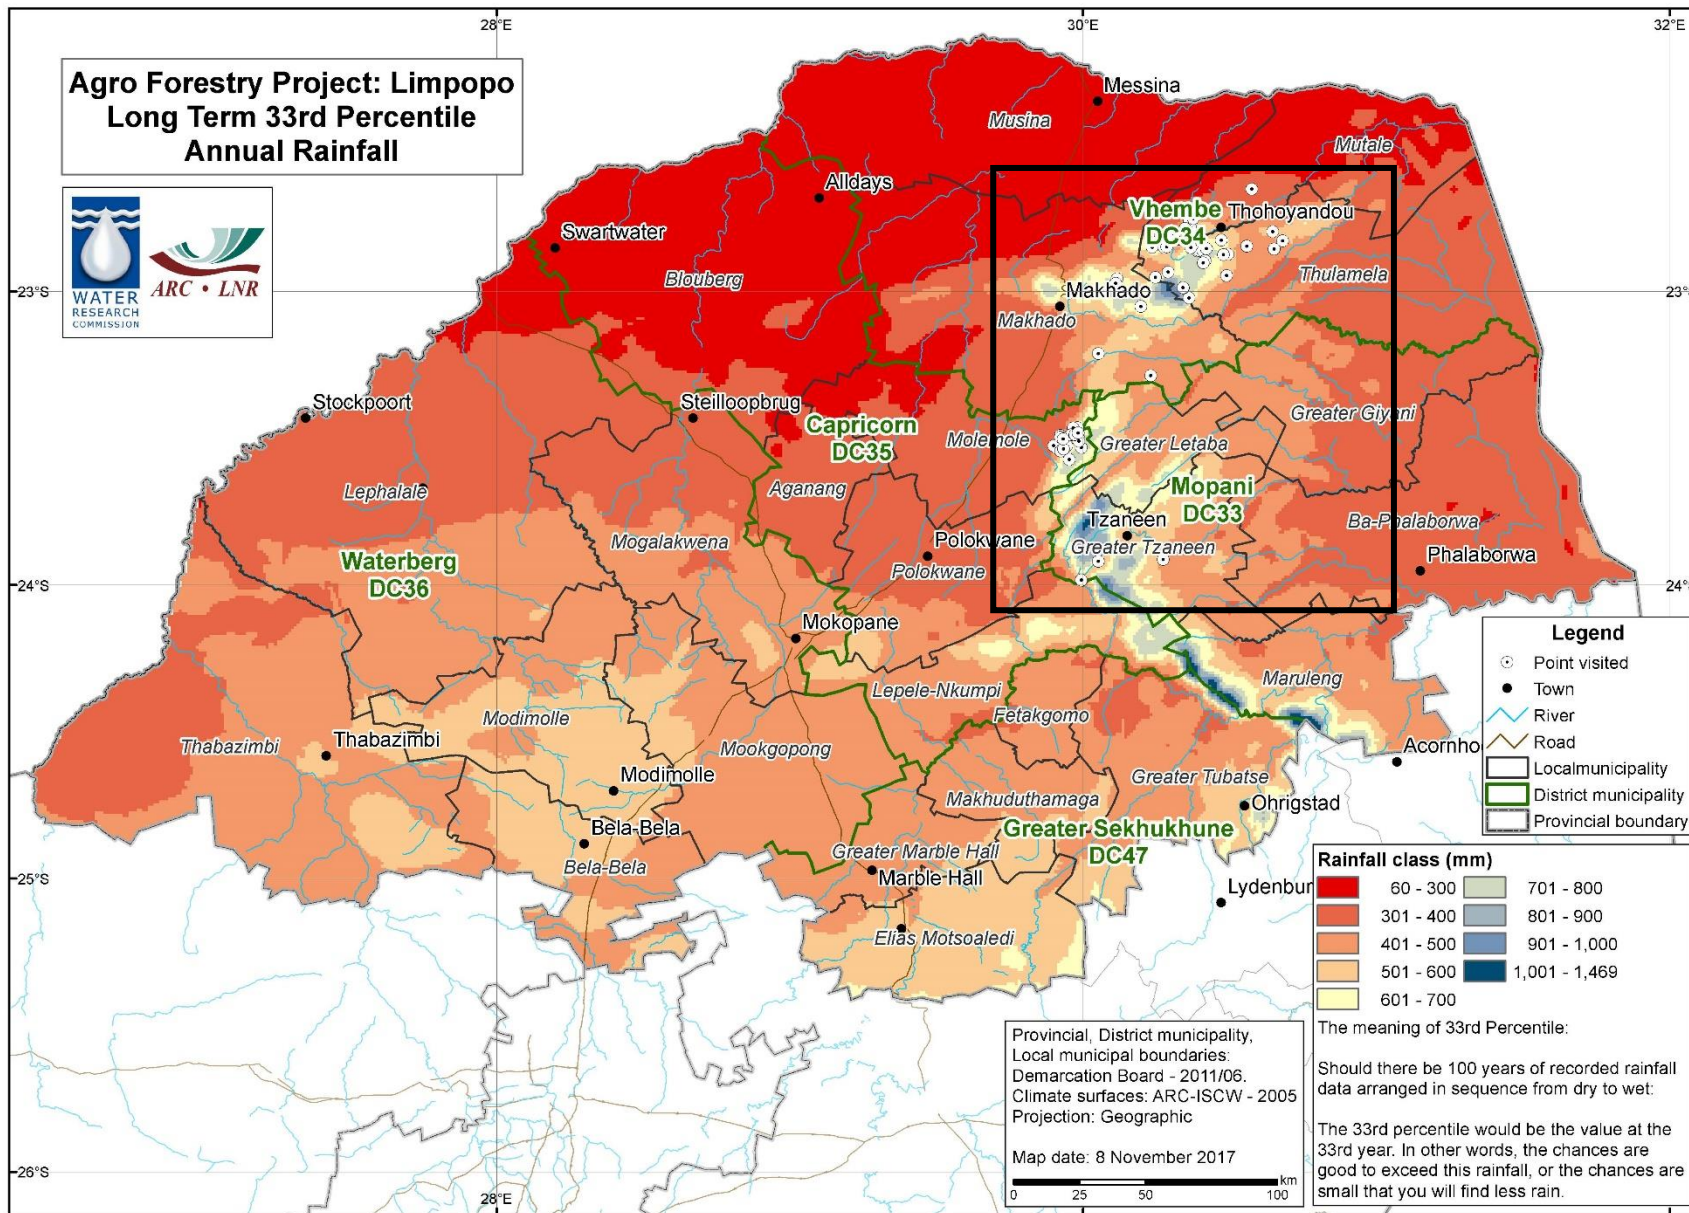 28°E
30°E
32°E
Agro Forestry Project: Limpopo
Long Term 33rd Percentile
Annual Rainfall
WATER
RESEARCH
COMMISSION
ARC • LNR
Messina
Musina
Mutale
Alldays
Vhembe
DC34
Thohoyandou
Swartwater
Blouberg
Thulamela
23°S
23°
Makhado
Makhado
Stockpoort
Steilloopbrug
Capricorn
DC35
Molemole
Greater Giyani
Greater Letaba
Lephalale
Aganang
Mopani
DC33
Mogalakwena
Tzaneen
Ba-Phalaborwa
Polokwane
Greater Tzaneen
Phalaborwa
Waterberg
DC36
Polokwane
24°S
24°S
Mokopane
Legend
Point visited
Town
River
Road
Localmunicipality
District municipality
Provincial boundary
Lepele-Nkumpi
Maruleng
Modimolle
Fetakgomo
Thabazimbi
Thabazimbi
Mookgopong
Acornho
Modimolle
Greater Tubatse
Makhuduthamaga
Ohrigstad
Bela-Bela
Greater Sekhukhune
DC47
Bela-Bela
Greater Marble Hall
Marble Hall
25°S
Lydenbur
Elias Motsoaledi
Rainfall class (mm)
60 - 300
701 - 800
301 - 400
801 - 900
401 - 500
901 - 1,000
501 - 600
1,001 - 1,469
601 - 700
The meaning of 33rd Percentile:
Should there be 100 years of recorded rainfall
data arranged in sequence from dry to wet:
The 33rd percentile would be the value at the
33rd year. In other words, the chances are
good to exceed this rainfall, or the chances are
small that you will find less rain.
Provincial, District municipality,
Local municipal boundaries:
Demarcation Board - 2011/06.
Climate surfaces: ARC-ISCW - 2005
Projection: Geographic
Map date: 8 November 2017
km
0 25 50 100
26°S
28°E